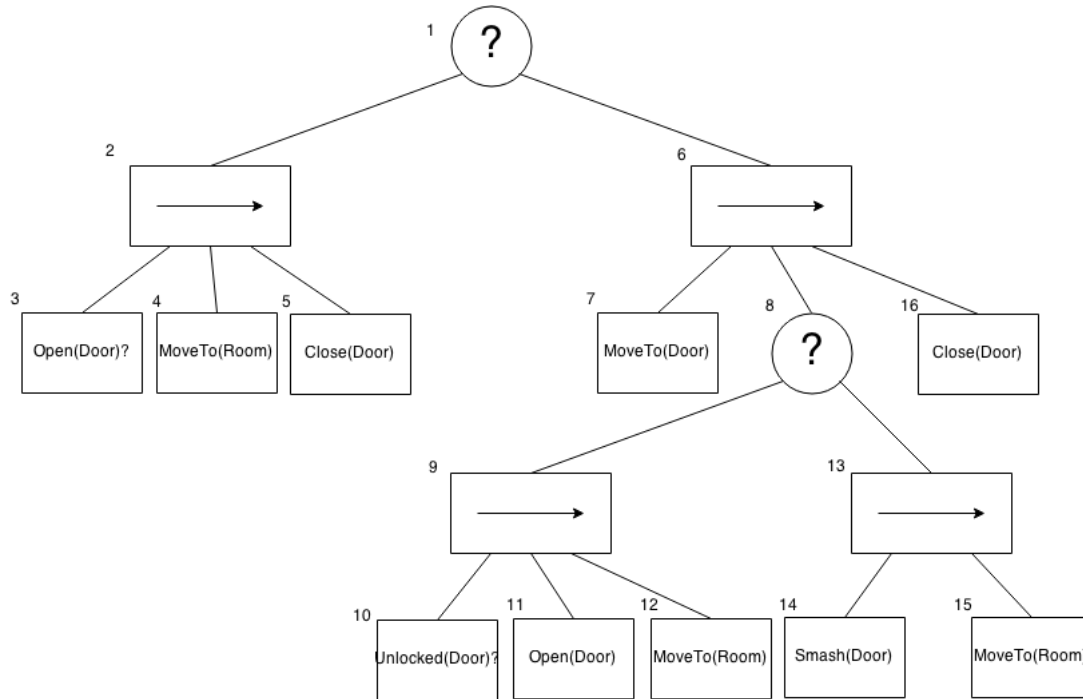 1
?
2
6
3
4
5
7
8
16
Open(Door)?
MoveTo(Room)
Close(Door)
MoveTo(Door)
?
Close(Door)
9
13
10
11
12
14
15
Unlocked(Door)?
Open(Door)
MoveTo(Room)
Smash(Door)
MoveTo(Room)